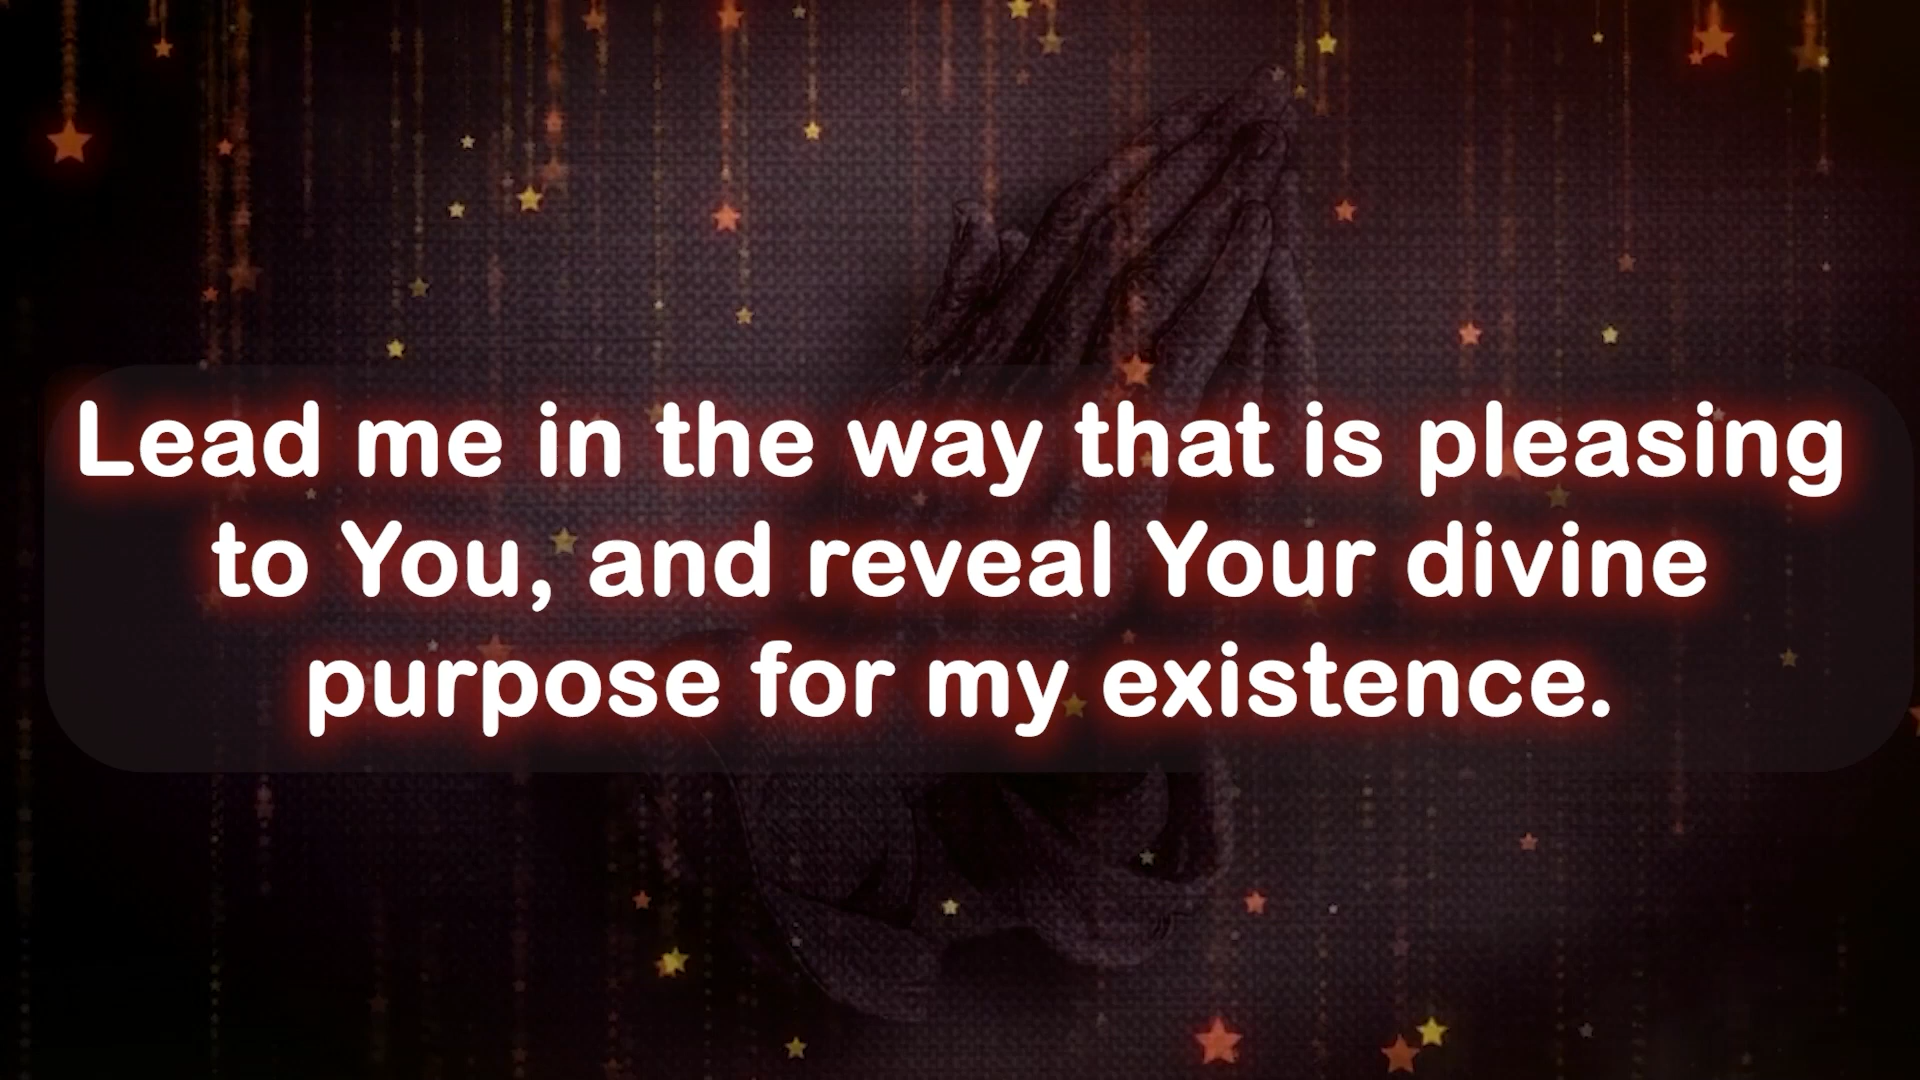 Lead me in the way that is pleasing
to You, and reveal Your divine
purpose for my existence.